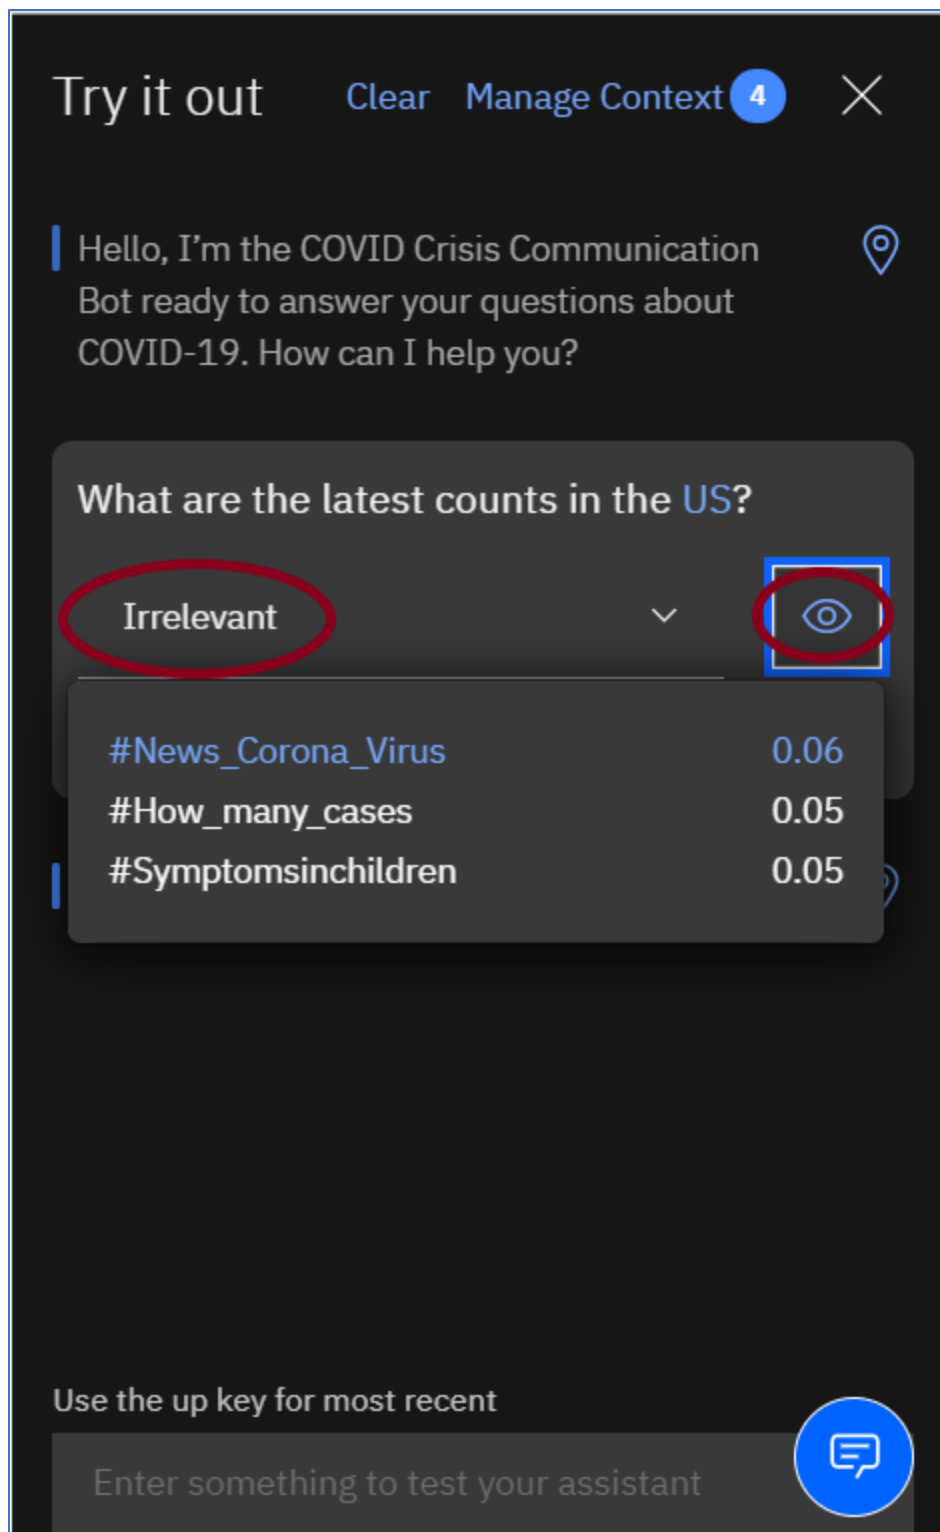 Try it out Clear Manage Context 4
Hello, I'm the COVID Crisis Communication
Bot ready to answer your questions about
COVID-19. How can I help you?
What are the latest counts in the US?
Irrelevant
#News_Corona_Virus 0.06
#How_many_cases 0.05
#Symptomsinchildren 0.05
Use the up key for most recent
Enter something to test your assistant